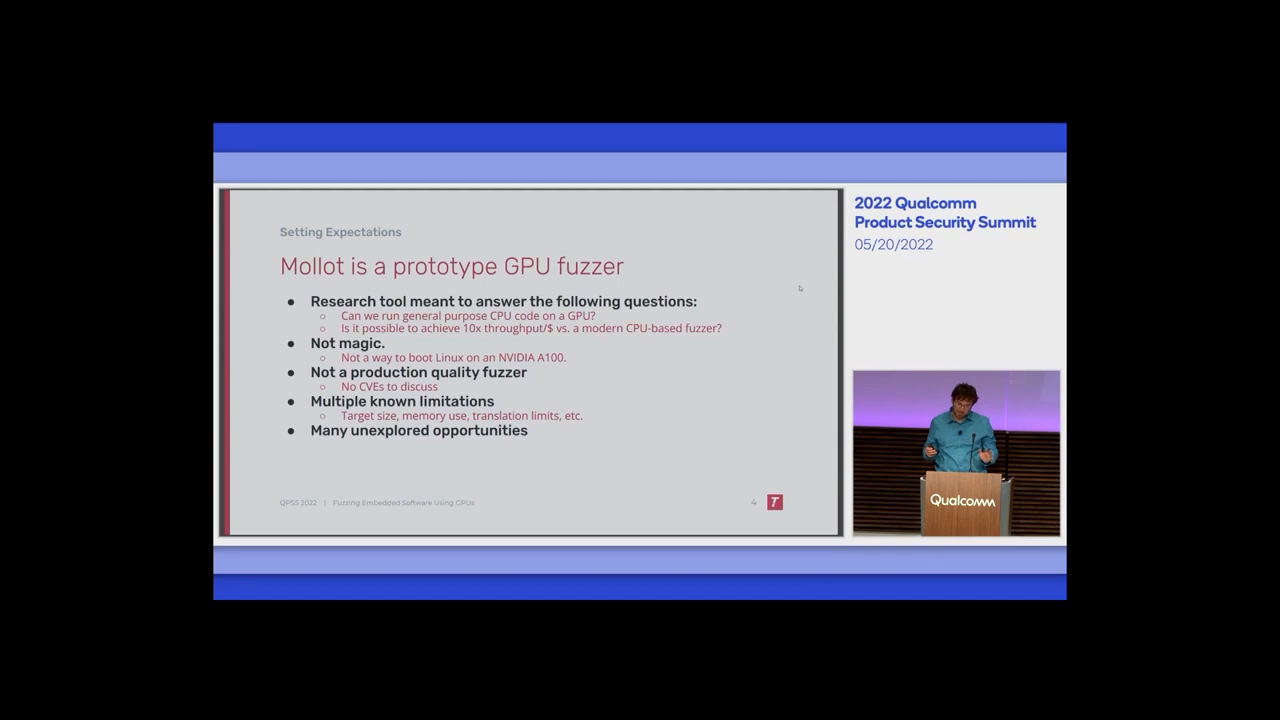 Setting Expectations
Mollot is a prototype GPU fuzzer
● Research tool meant to answer the following questions:
○ Can we run general purpose CPU code on a GPU?
○ Is it possible to achieve 10x throughput/$ vs. a modern CPU-based fuzzer?
● Not magic.
○ Not a way to boot Linux on an NVIDIA A100.
● Not a production quality fuzzer
○ No CVEs to discuss
● Multiple known limitations
○ Target size, memory use, translation limits, etc.
● Many unexplored opportunities
QPSS 2022 | Fuzzing Embedded Software Using GPUs
4
T
2022 Qualcomm
Product Security Summit
05/20/2022
Qualcomm